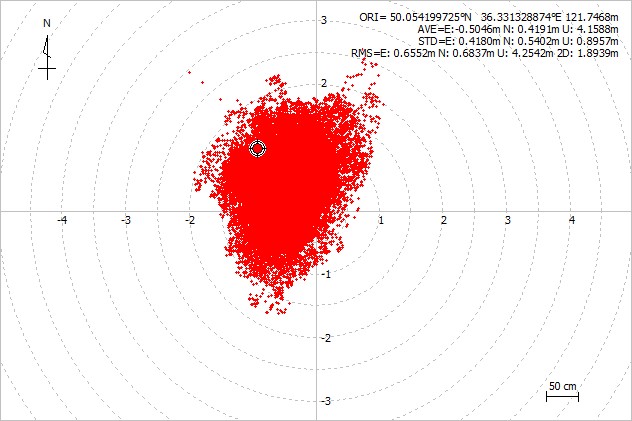 N
ORI= 50.054199725°N 36.331328874°E 121.7468m
AVE=E:-0.5046m N: 0.4191m U: 4.1588m
STD=E: 0.4180m N: 0.5402m U: 0.8957m
RMS=E: 0.6552m N: 0.6837m U: 4.2542m 2D: 1.8939m
3
2
-4 -3 -2 1 2 3 4
-1
-2
-3
50 cm